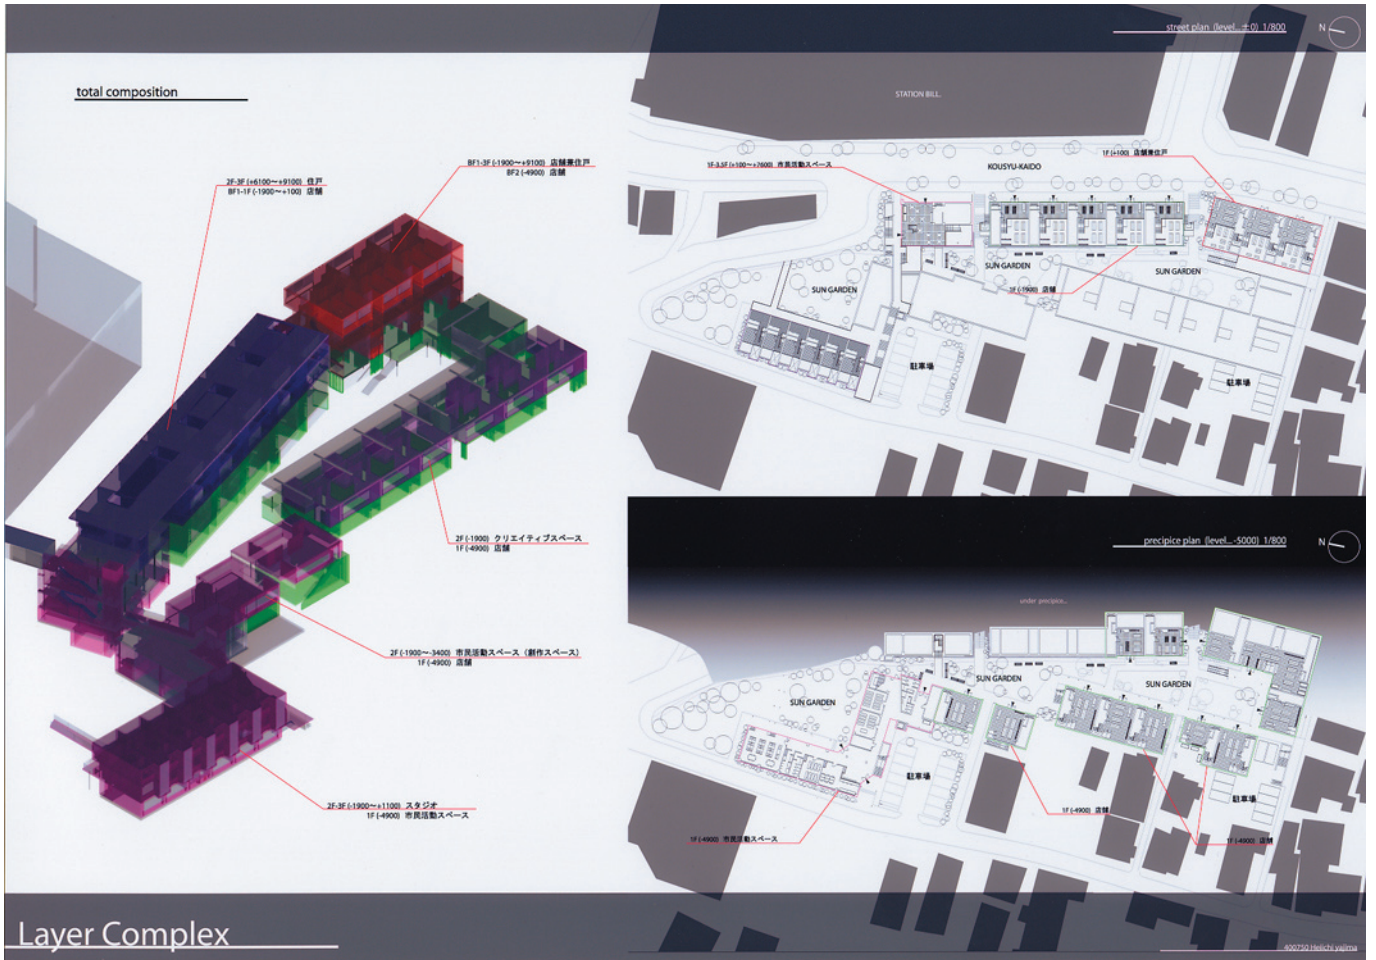 street plan (level...±0) 1/800
N
total composition
STATION BILL.
BF1-3F (-1900〜+9100) 店舗兼住戸
BF2 (-4900) 店舗
2F-3F (+6100〜+9100) 住戸
BF1-1F (-1900〜+100) 店舗
1F-3.5F (+100〜+7600) 市民活動スペース
KOUSYU-KAIDO
1F (+100) 店舗兼住戸
SUN GARDEN
SUN GARDEN
SUN GARDEN
1F (-1900) 店舗
駐車場
駐車場
2F (-1900) クリエイティブスペース
1F (-4900) 店舗
2F (-1900〜-3400) 市民活動スペース（創作スペース）
1F (-4900) 店舗
2F-3F (-1900〜+1100) スタジオ
1F (-4900) 市民活動スペース
precipice plan (level...-5000) 1/800
N
under precipice...
SUN GARDEN
SUN GARDEN
SUN GARDEN
駐車場
駐車場
1F (-4900) 店舗
1F (-4900) 市民活動スペース
1F (-4900) 店舗
Layer Complex
400750 Heiichi yajima